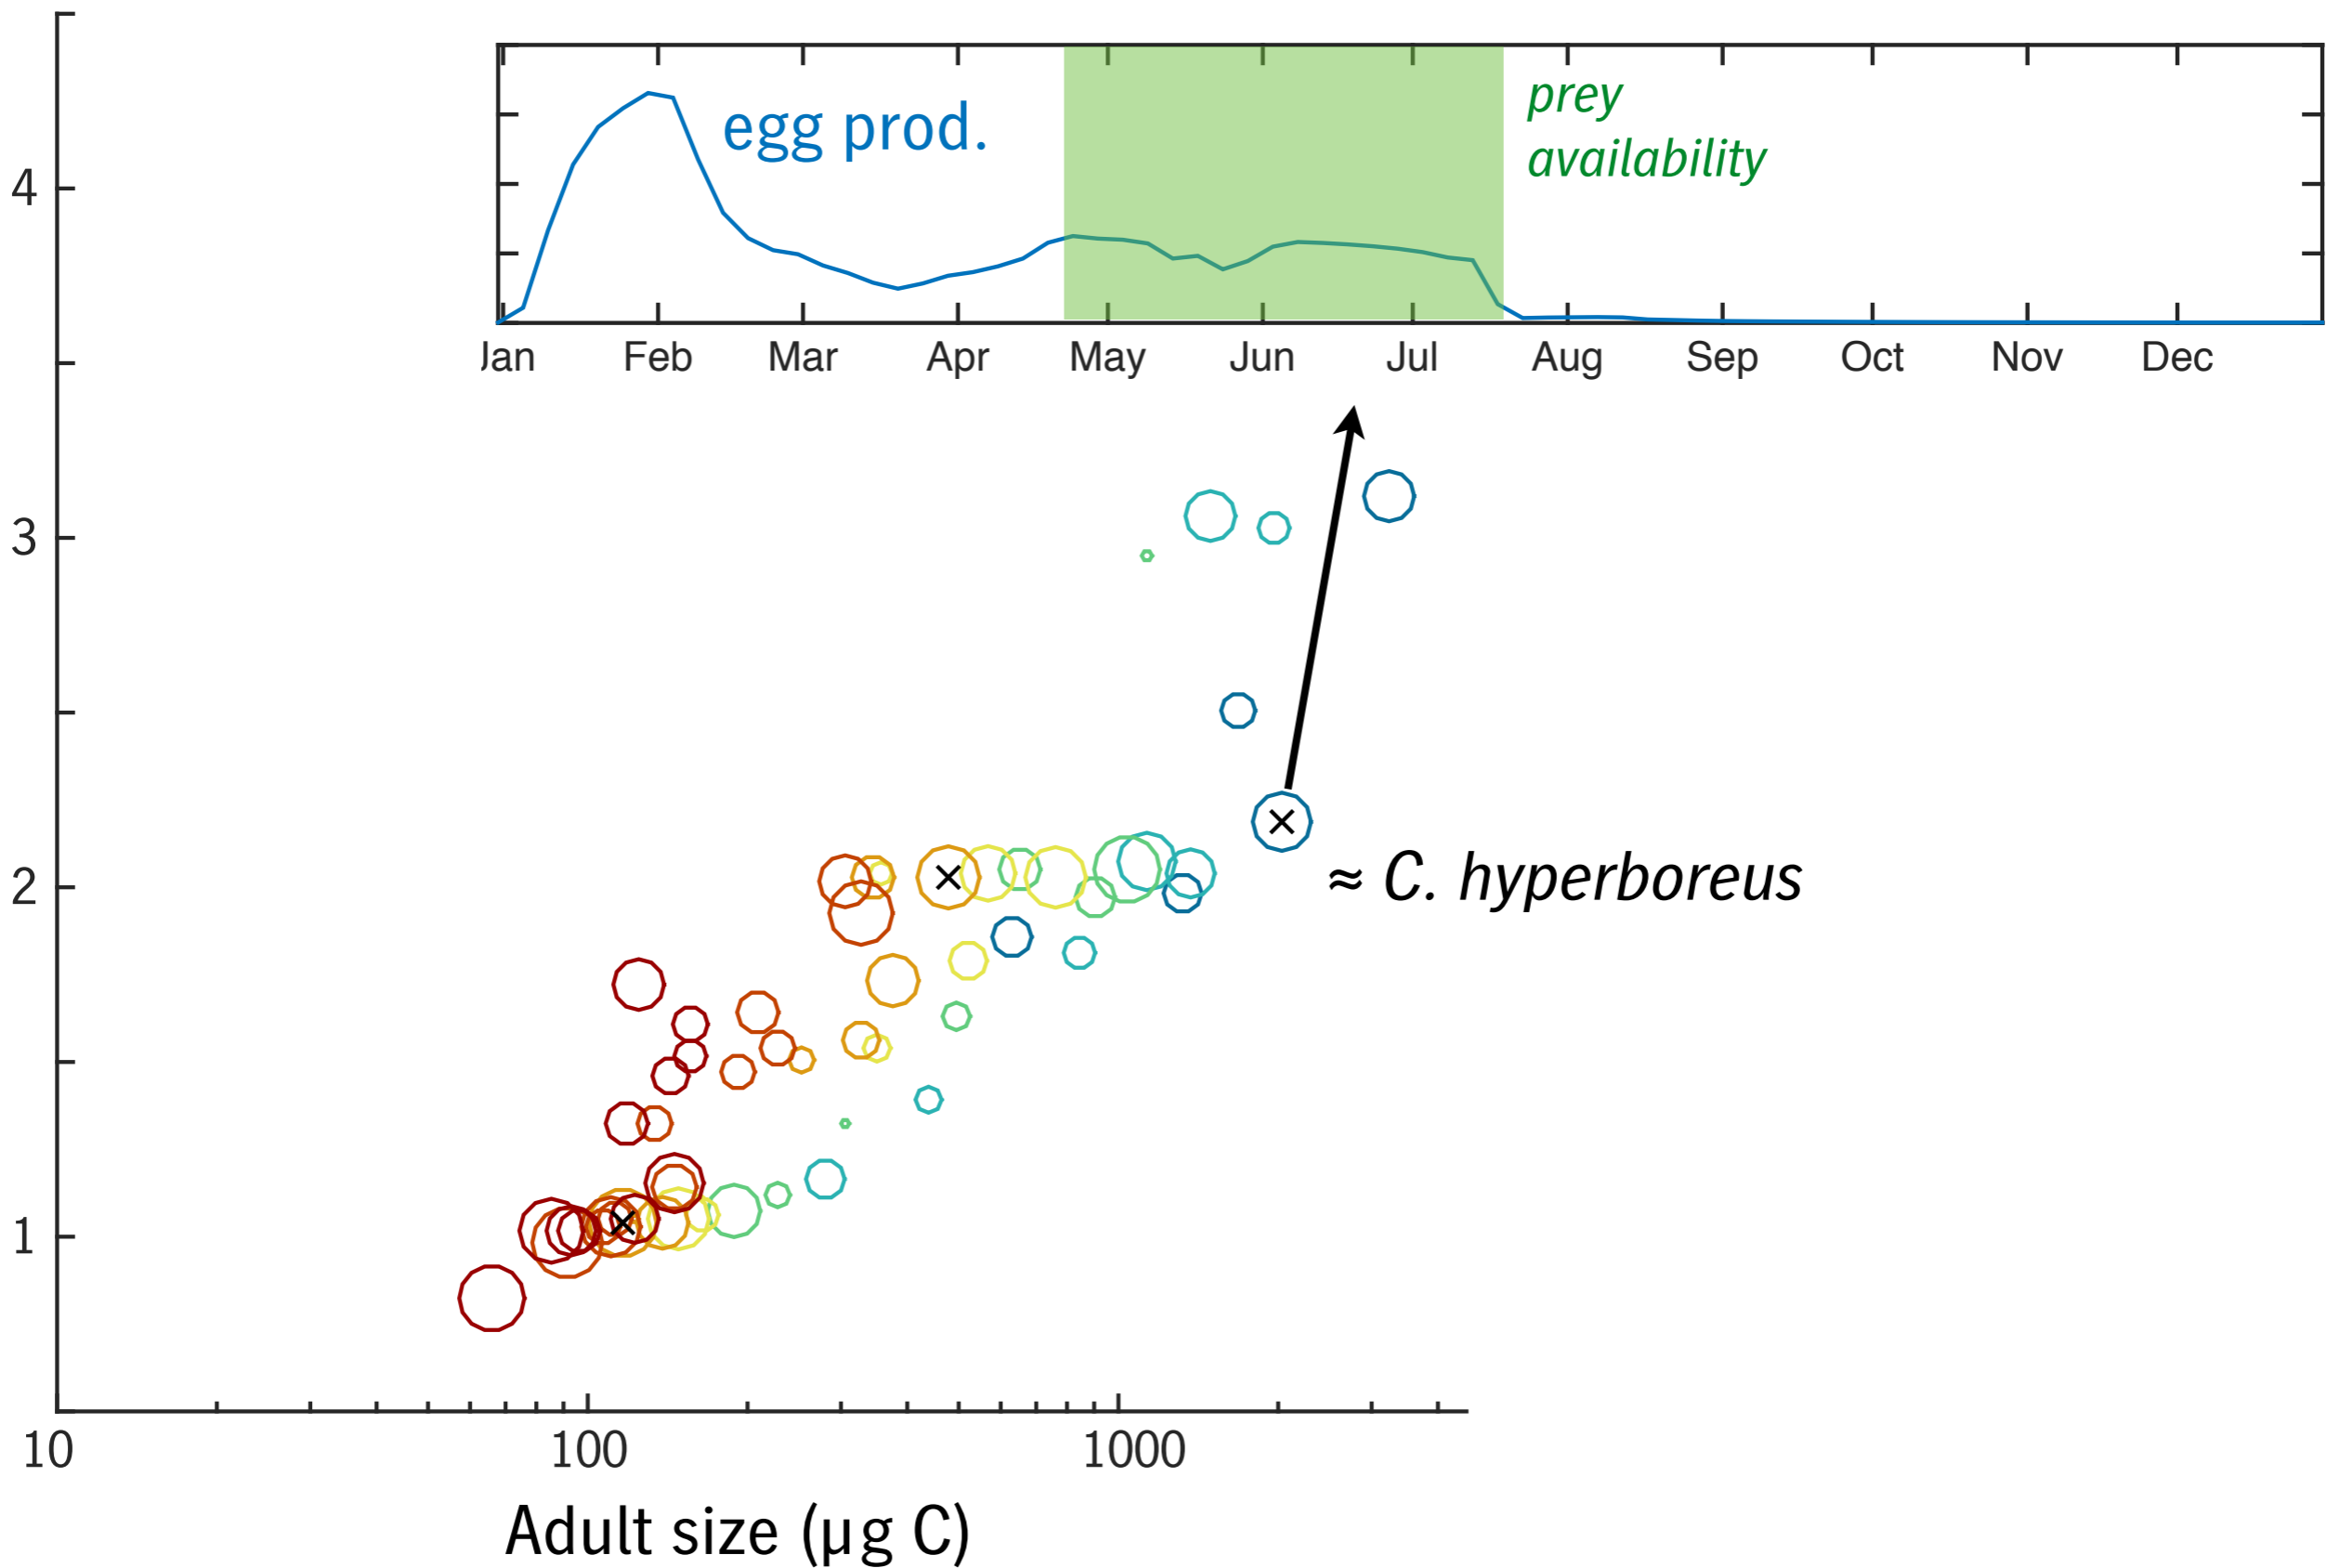 egg prod.
prey
availability
Jan Feb Mar Apr May Jun Jul Aug Sep Oct Nov Dec
4
3
2
1
≈ C. hyperboreus
10 100 1000
Adult size (µg C)